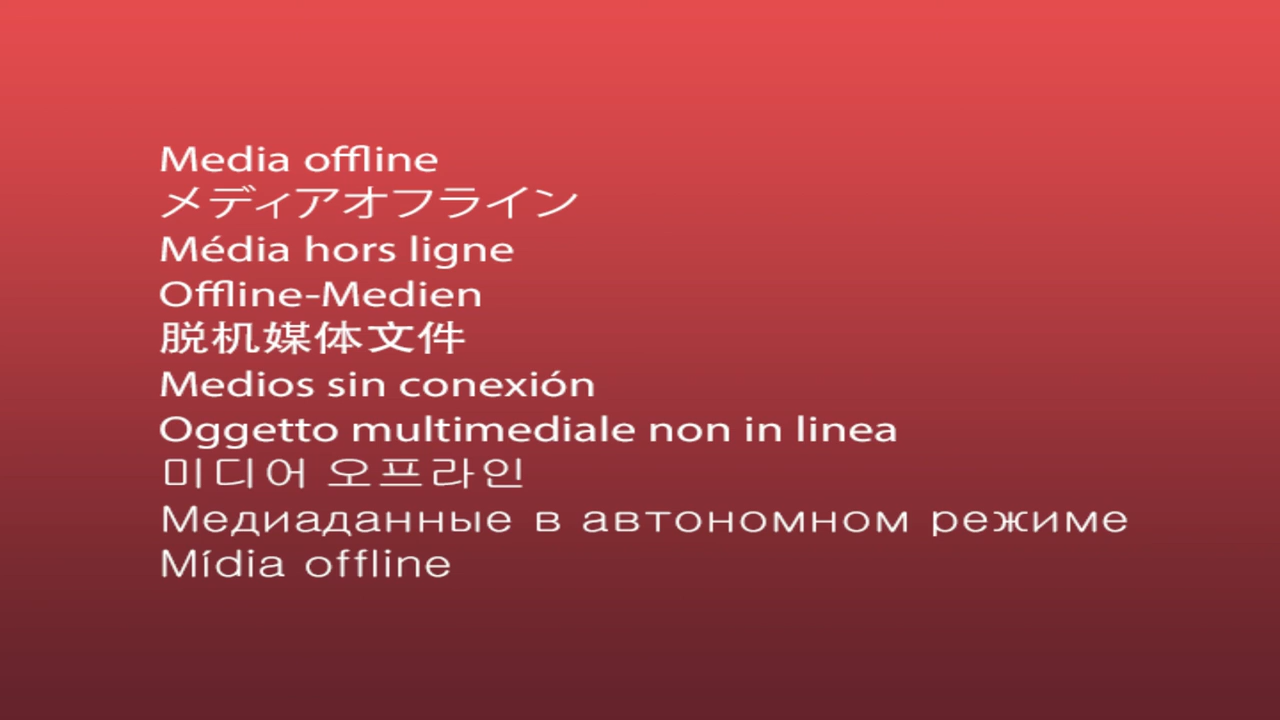 Media offline
メディアオフライン
Média hors ligne
Offline-Medien
脱机媒体文件
Medios sin conexión
Oggetto multimediale non in linea
미디어 오프라인
Медиаданные в автономном режиме
Mídia offline